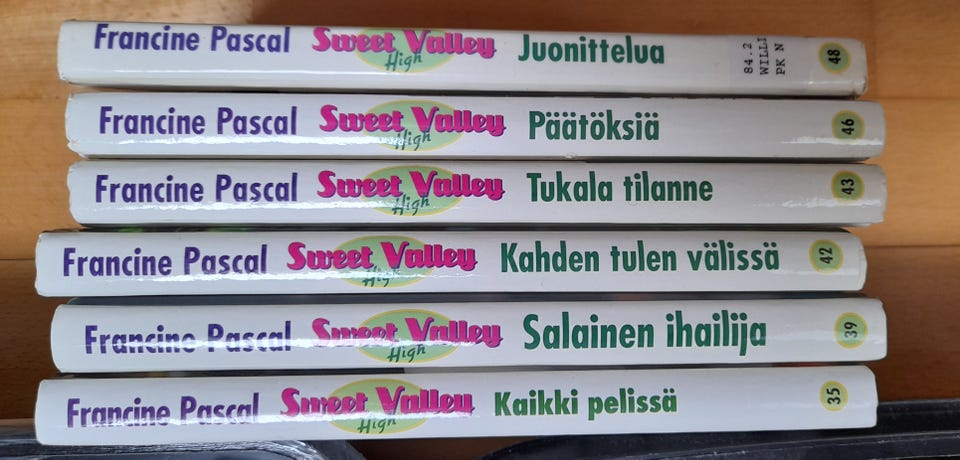 Francine Pascal Sweet Valley High Juonittelua 84.2 WILLI PK N 48
Francine Pascal Sweet Valley High Päätöksiä 46
Francine Pascal Sweet Valley High Tukala tilanne 43
Francine Pascal Sweet Valley High Kahden tulen välissä 42
Francine Pascal Sweet Valley High Salainen ihailija 39
Francine Pascal Sweet Valley High Kaikki pelissä 35